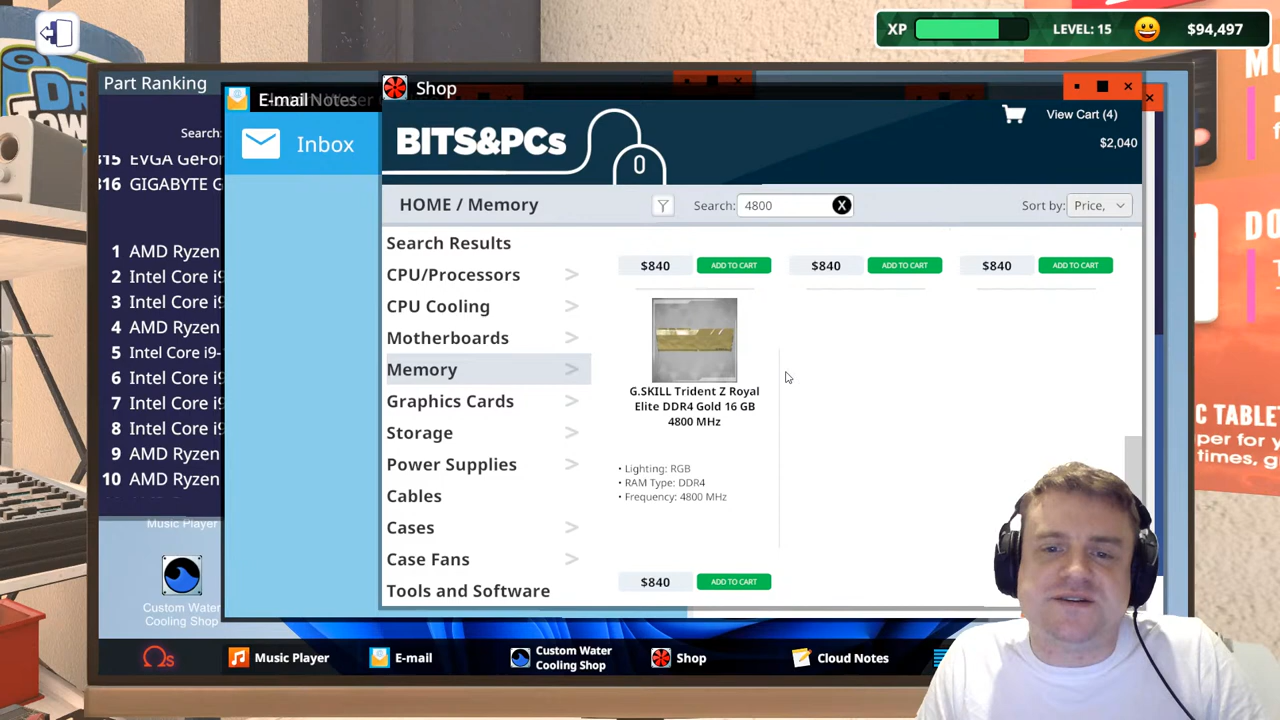 XP
LEVEL: 15
$94,497
Part Ranking
Search:
315 EVGA GeFor
316 GIGABYTE G
1 AMD Ryzen
2 Intel Core i9
3 Intel Core i9
4 AMD Ryzen
5 Intel Core i9-
6 Intel Core i9
7 Intel Core i9
8 Intel Core i9
9 AMD Ryzen
10 AMD Ryzen
Music Player
Custom Water
Cooling Shop
E-mail Notes
Inbox
Shop
BITS&PCs
View Cart (4)
$2,040
HOME / Memory
Search: 4800
X
Sort by: Price,
Search Results
CPU/Processors >
CPU Cooling >
Motherboards >
Memory >
Graphics Cards >
Storage >
Power Supplies >
Cables
Cases >
Case Fans >
Tools and Software
$840 ADD TO CART
$840 ADD TO CART
$840 ADD TO CART
G.SKILL Trident Z Royal
Elite DDR4 Gold 16 GB
4800 MHz
• Lighting: RGB
• RAM Type: DDR4
• Frequency: 4800 MHz
$840 ADD TO CART
Music Player
E-mail
Custom Water
Cooling Shop
Shop
Cloud Notes
DR
TOW
MO
DO
C TABLET
per for y
times, g